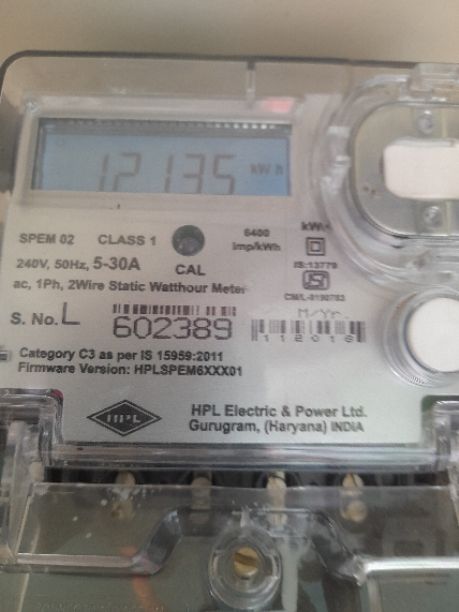 12135 kWh
SPEM 02 CLASS 1 6400 imp/kWh kWh
240V, 50Hz, 5-30A CAL IS:13779
ac, 1Ph, 2Wire Static Watthour Meter
S. No. L 602389 M/Yr. 112016
Category C3 as per IS 15959:2011
Firmware Version: HPLSPEM6XXX01
HPL HPL Electric & Power Ltd.
Gurugram, (Haryana) INDIA